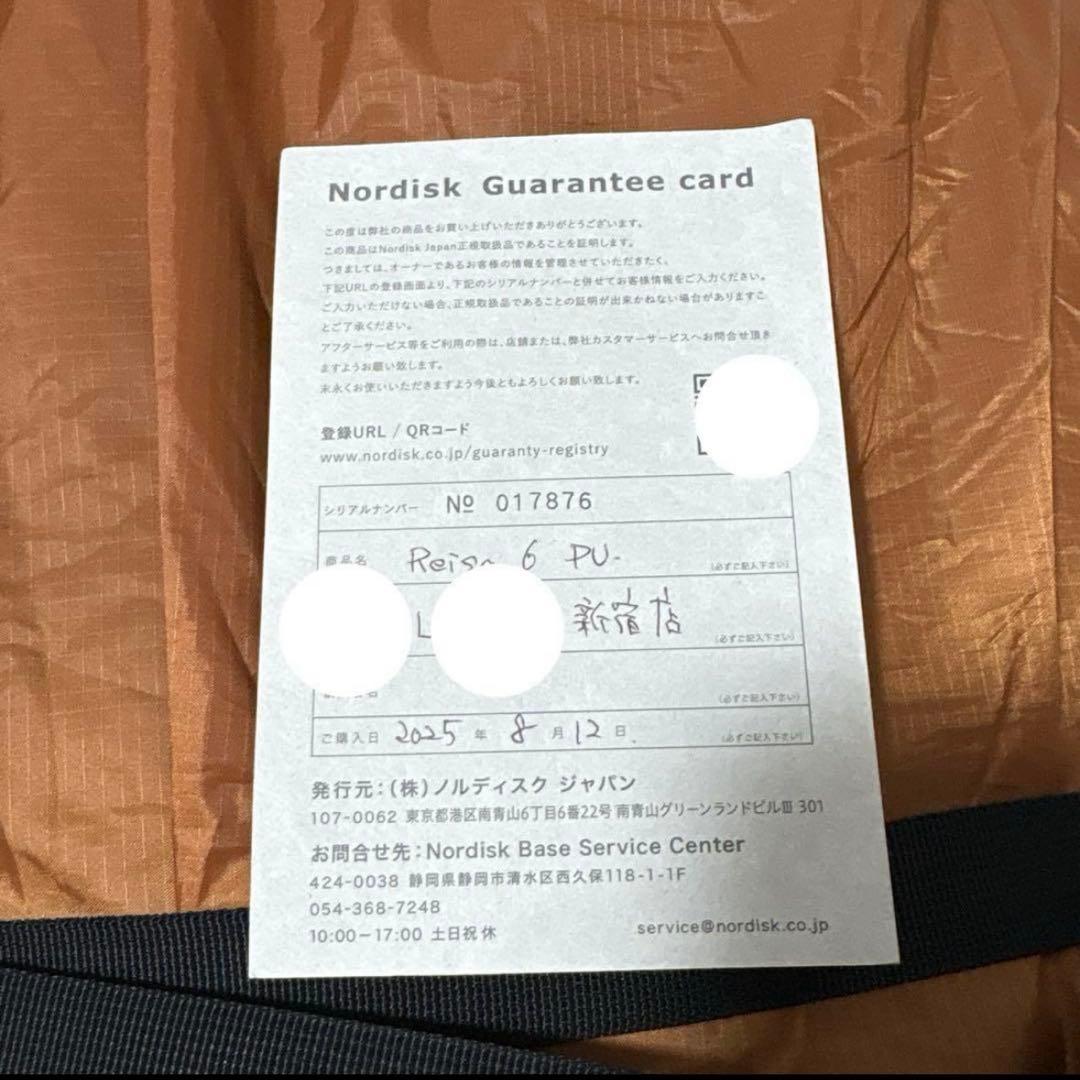 Nordisk Guarantee card
この度は弊社の商品をお買い上げいただきありがとうございます。
この商品はNordisk Japan正規取扱品であることを証明します。
つきましては、オーナーであるお客様の情報を管理させていただきたく、
下記URLの登録画面より、下記のシリアルナンバーと併せてお客様情報をご入力ください。
ご入力いただけない場合、正規取扱品であることの証明が出来かねない場合がありますこ
とご了承ください。
アフターサービス等をご利用の際は、店舗または、弊社カスタマーサービスへお問合せ頂き
ますようお願い致します。
末永くお使いいただきますよう今後ともよろしくお願い致します。
登録URL / QRコード
www.nordisk.co.jp/guaranty-registry
シリアルナンバー № 017876
商品名 6 PU (必ずご記入下さい)
L 新宿店 (必ずご記入下さい)
(必ずご記入下さい)
ご購入日 2025 年 8 月 12 日 (必ずご記入下さい)
発行元:(株)ノルディスク ジャパン
107-0062 東京都港区南青山6丁目6番22号 南青山グリーンランドビルⅢ 301
お問合せ先:Nordisk Base Service Center
424-0038 静岡県静岡市清水区西久保118-1-1F
054-368-7248
10:00−17:00 土日祝 休 service@nordisk.co.jp